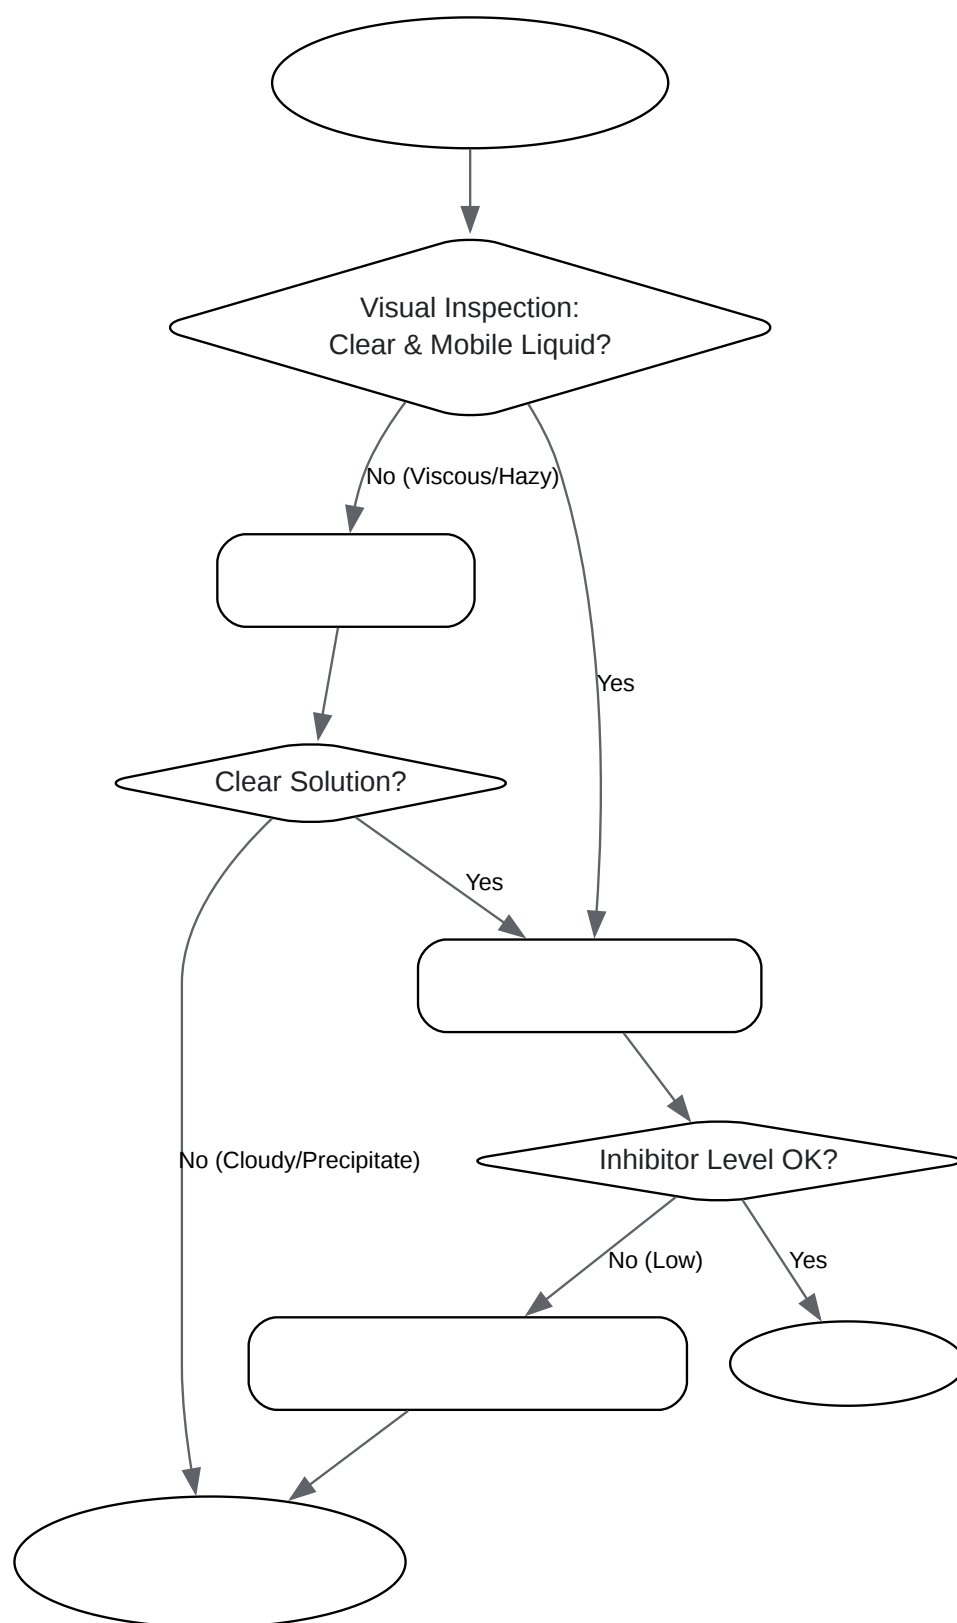 Visual Inspection:
Clear & Mobile Liquid?
No (Viscous/Hazy)
Yes
Clear Solution?
Yes
No (Cloudy/Precipitate)
Inhibitor Level OK?
No (Low)
Yes